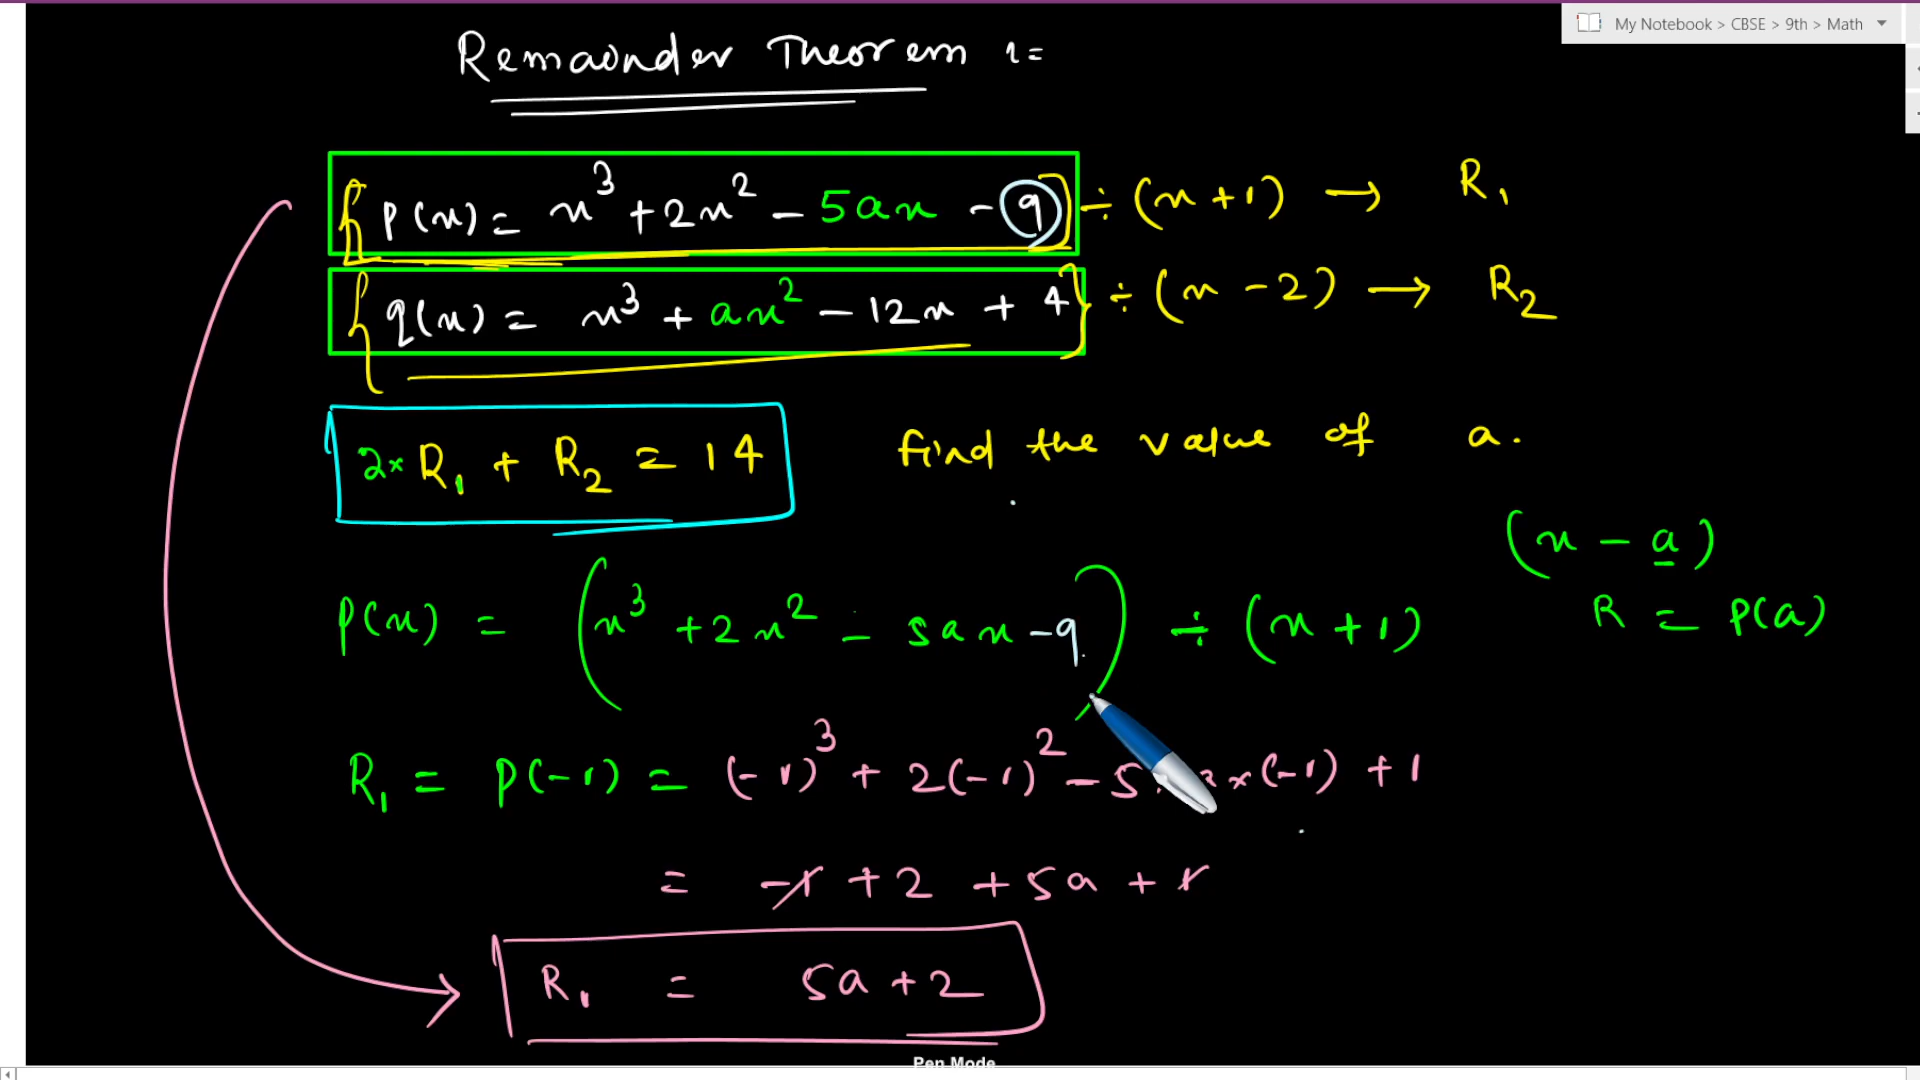 My Notebook > CBSE > 9th > Math
Remainder Theorem :=
p(x) = x³ + 2x² - 5ax - 9 ÷ (x + 1) → R₁
q(x) = x³ + ax² - 12x + 4 ÷ (x - 2) → R₂
2× R₁ + R₂ = 14 find the value of a.
(x - a)
R = P(a)
P(x) = (x³ + 2x² - 5ax - 9) ÷ (x + 1)
R₁ = P(-1) = (-1)³ + 2(-1)² - 5 × (-1) + 1
= -1 + 2 + 5a + 1
R₁ = 5a + 2
Pen Mode